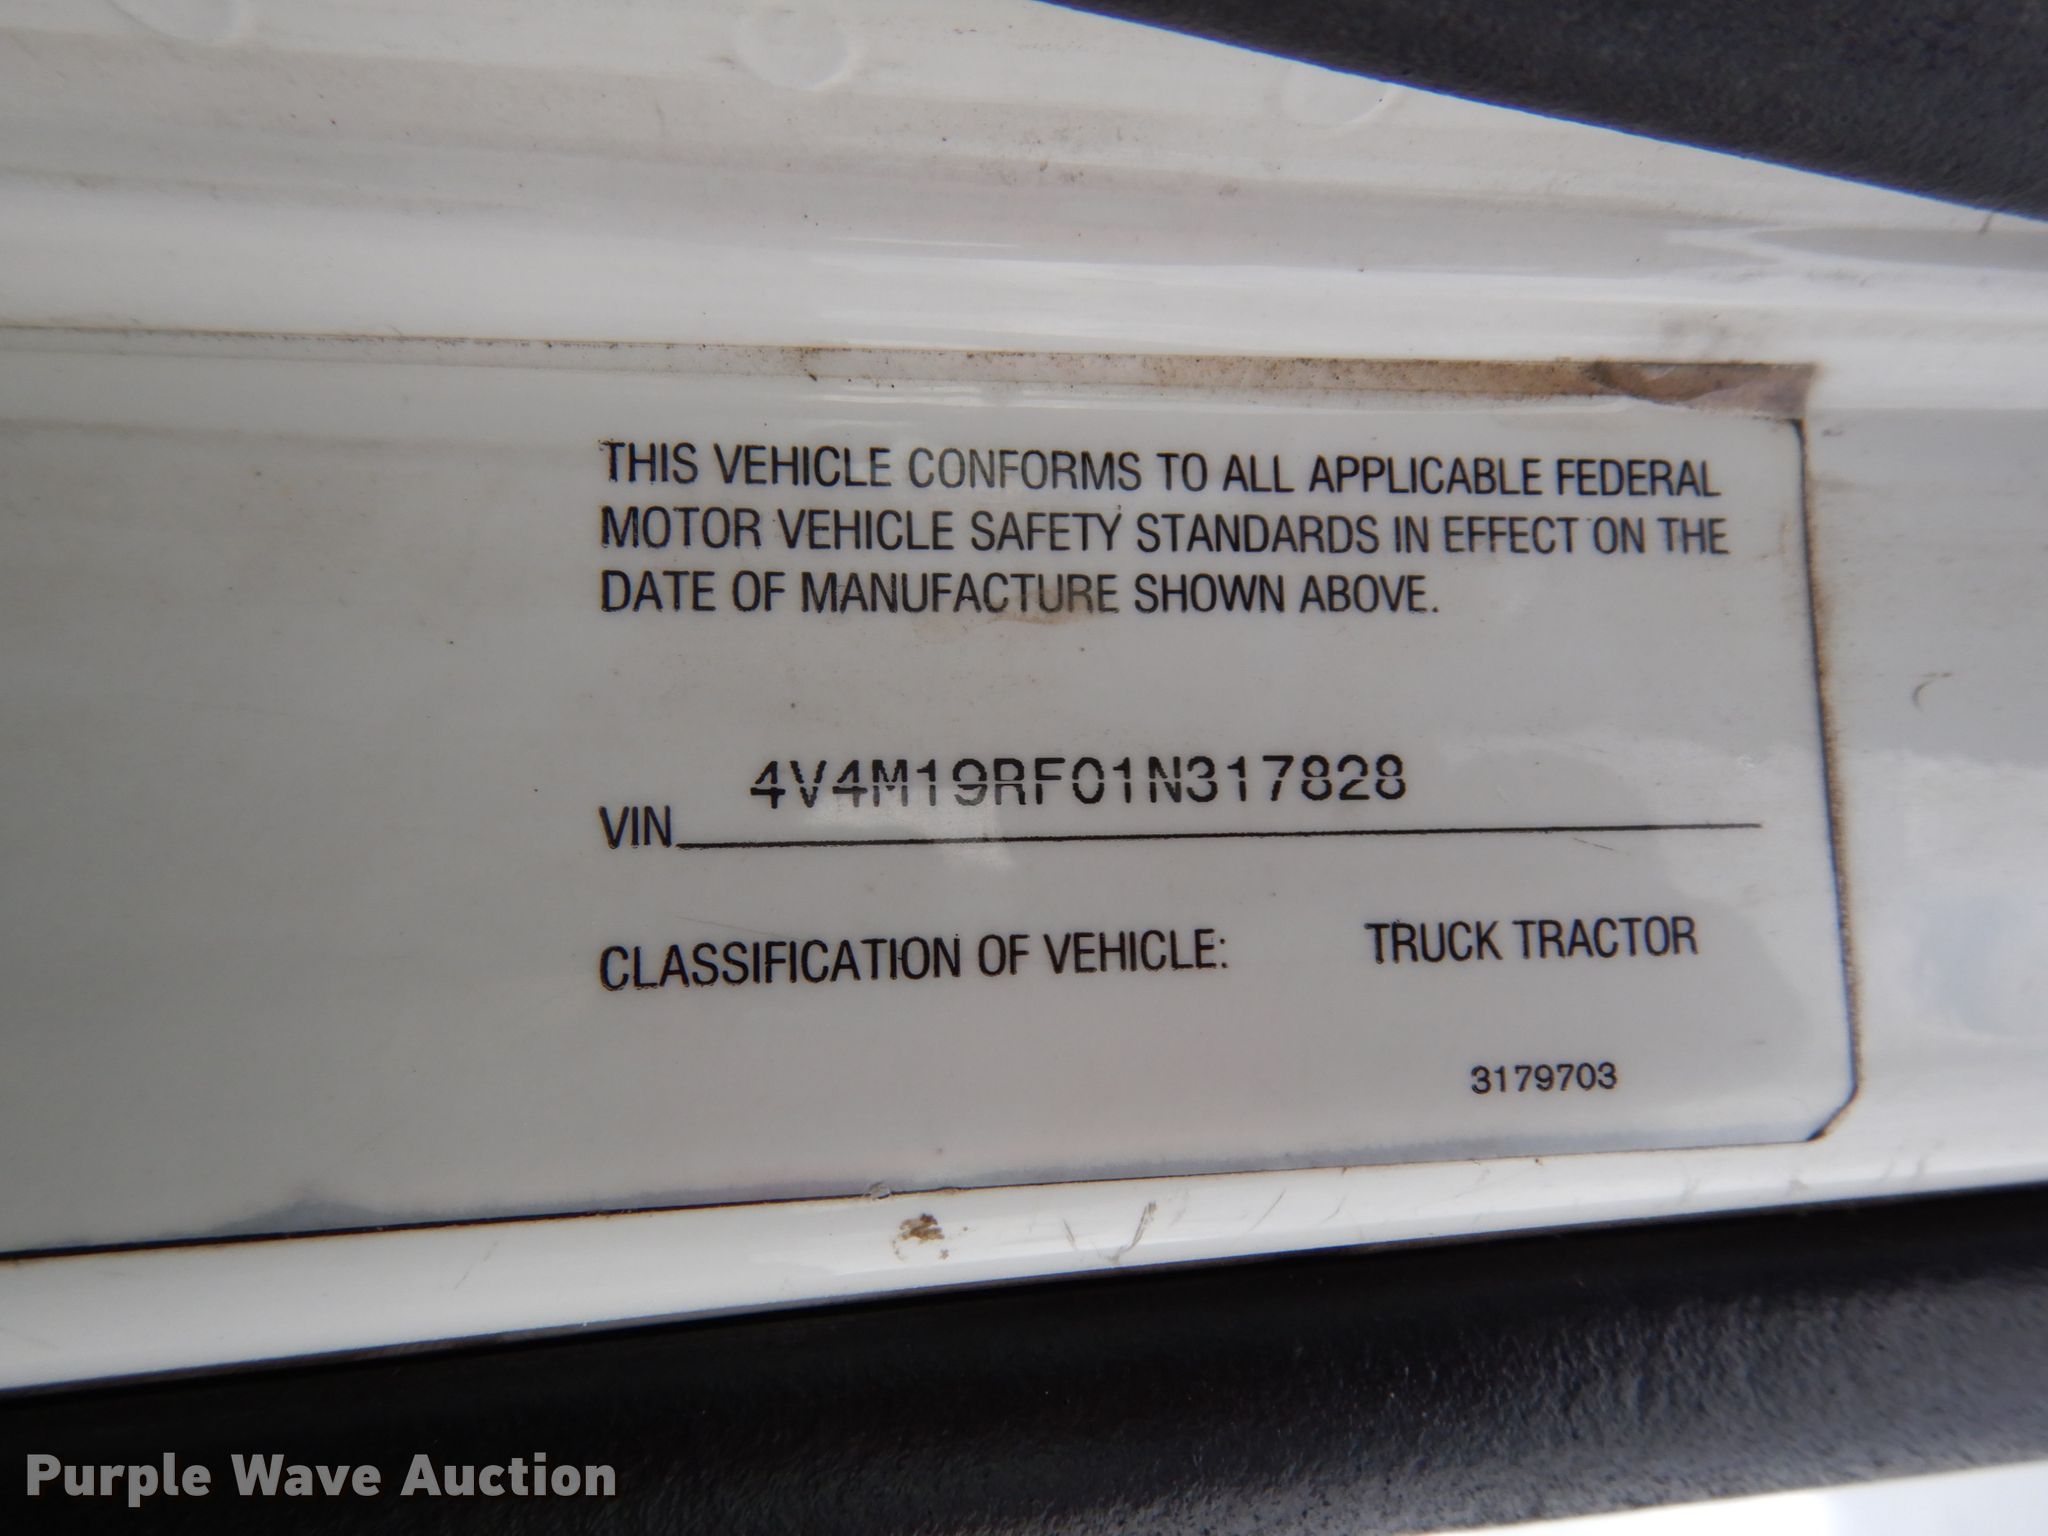 THIS VEHICLE CONFORMS TO ALL APPLICABLE FEDERAL
MOTOR VEHICLE SAFETY STANDARDS IN EFFECT ON THE
DATE OF MANUFACTURE SHOWN ABOVE.
VIN 4V4M19RF01N317828
CLASSIFICATION OF VEHICLE: TRUCK TRACTOR
3179703
Purple Wave Auction